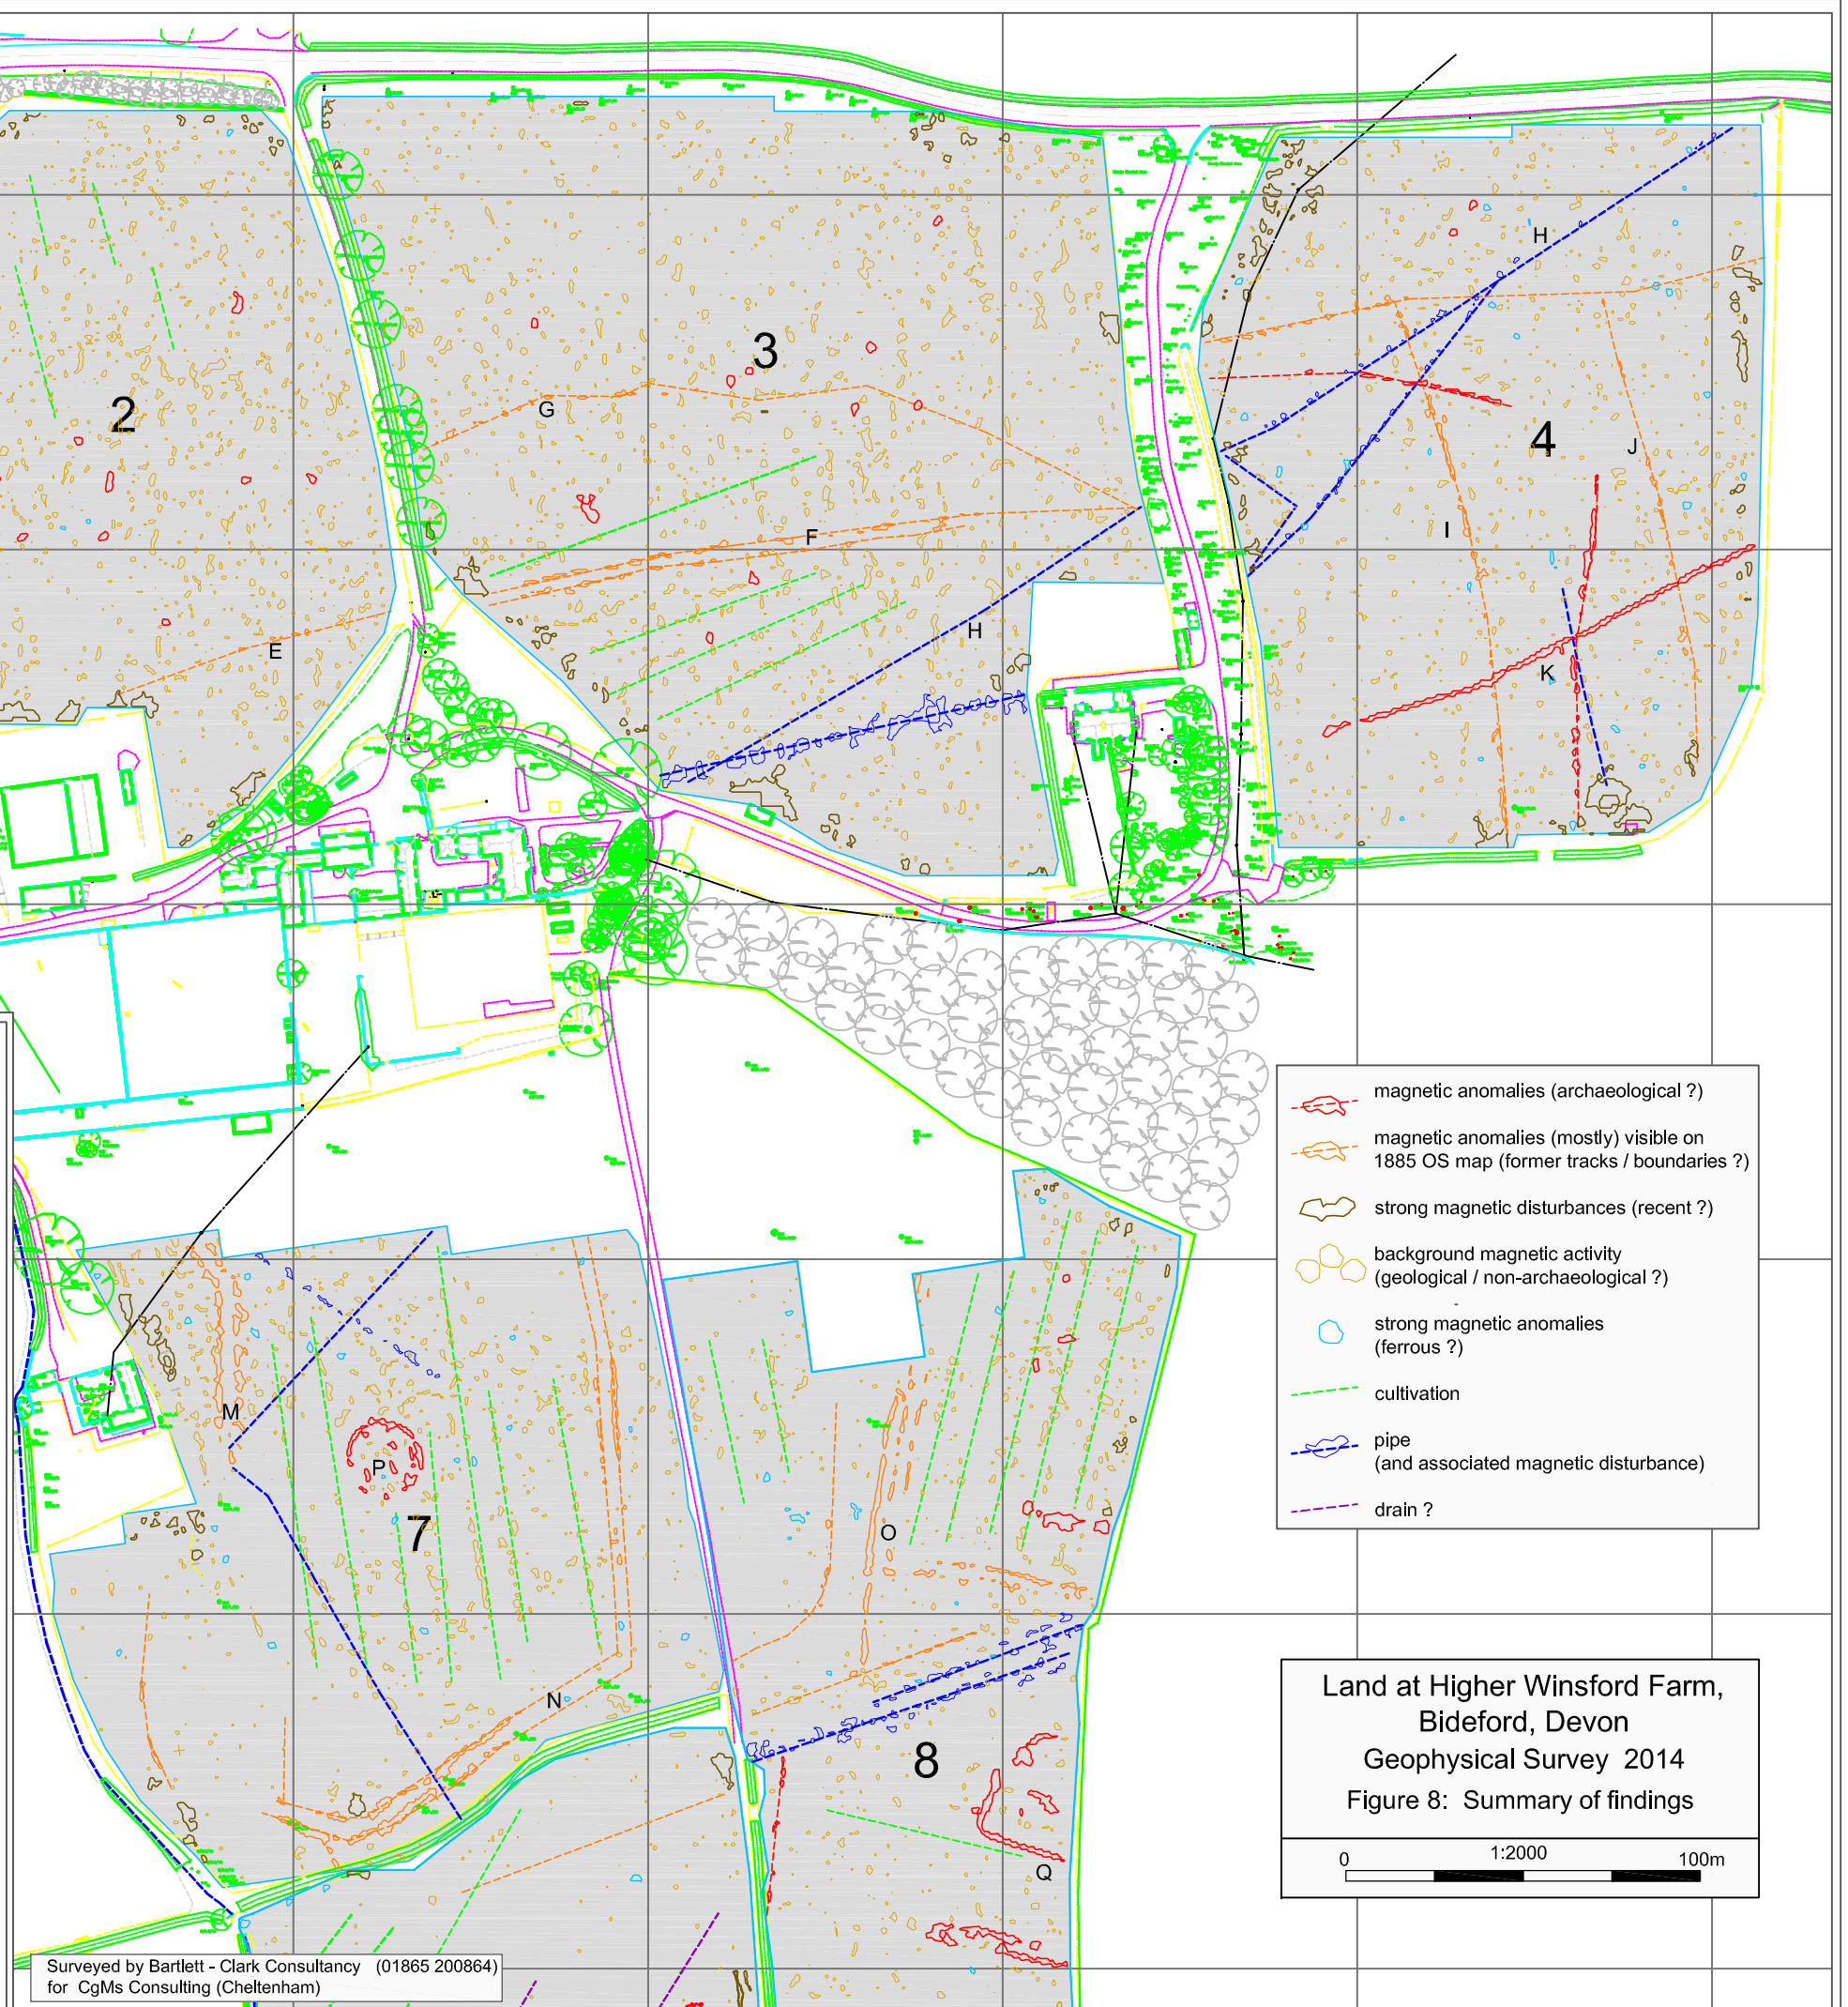 2
3
4
G
F
E
H
H
I
J
K
M
P
7
N
O
8
Q
magnetic anomalies (archaeological ?)
magnetic anomalies (mostly) visible on
1885 OS map (former tracks / boundaries ?)
strong magnetic disturbances (recent ?)
background magnetic activity
(geological / non-archaeological ?)
strong magnetic anomalies
(ferrous ?)
cultivation
pipe
(and associated magnetic disturbance)
drain ?
Land at Higher Winsford Farm,
Bideford, Devon
Geophysical Survey 2014
Figure 8: Summary of findings
0 1:2000 100m
Surveyed by Bartlett - Clark Consultancy (01865 200864)
for CgMs Consulting (Cheltenham)